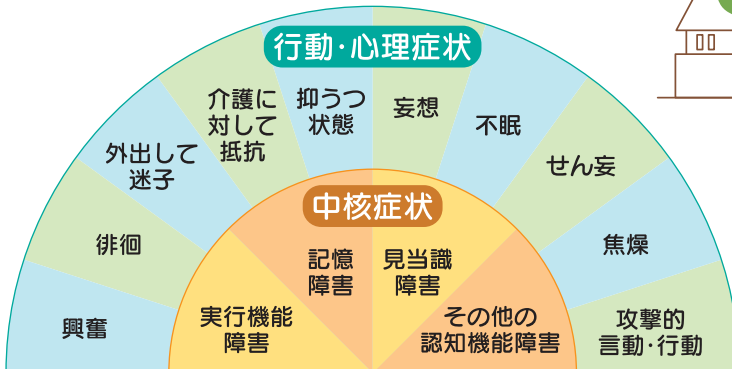 行動・心理症状
興奮
徘徊
外出して
迷子
介護に
対して
抵抗
抑うつ
状態
妄想
不眠
せん妄
焦燥
攻撃的
言動・行動
中核症状
実行機能
障害
記憶
障害
見当識
障害
その他の
認知機能障害